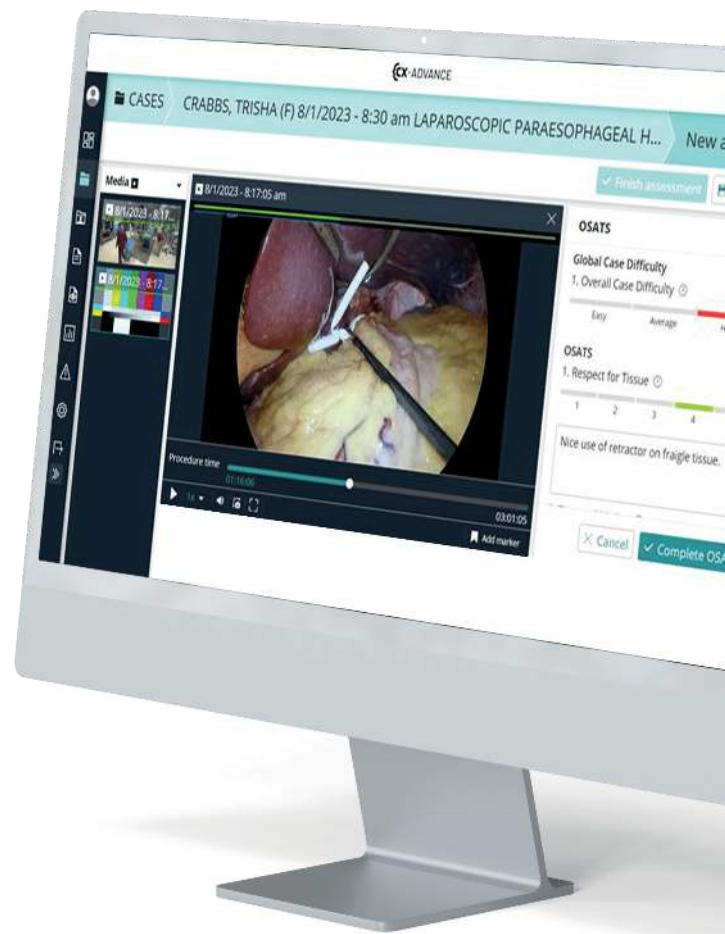 CX-ADVANCE
CASES CRABBS, TRISHA (F) 8/1/2023 - 8:30 am LAPAROSCOPIC PARAESOPHAGEAL H... New a
Finish assessment
Media
8/1/2023 - 8:17...
8/1/2023 - 8:17...
8/1/2023 - 8:17:05 am
Procedure time
01:16:06
03:01:05
1x
Add marker
OSATS
Global Case Difficulty
1. Overall Case Difficulty
Easy Average
OSATS
1. Respect for Tissue
1 2 3 4
Nice use of retractor on fraigle tissue.
Cancel Complete OSA